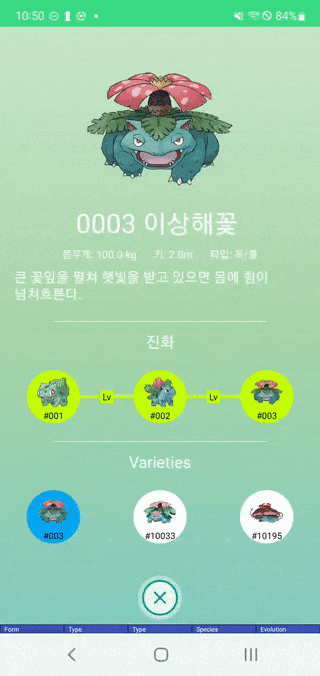 10:50
84%
0003 이상해꽃
몸무개: 100.0 kg 키: 2.0m 타입: 독/풀
큰 꽃잎을 펼쳐 햇빛을 받고 있으면 몸에 힘이
넘쳐흐른다.
진화
Lv Lv
#001 #002 #003
Varieties
#003 #10033 #10195
Form Type Type Species Evolution